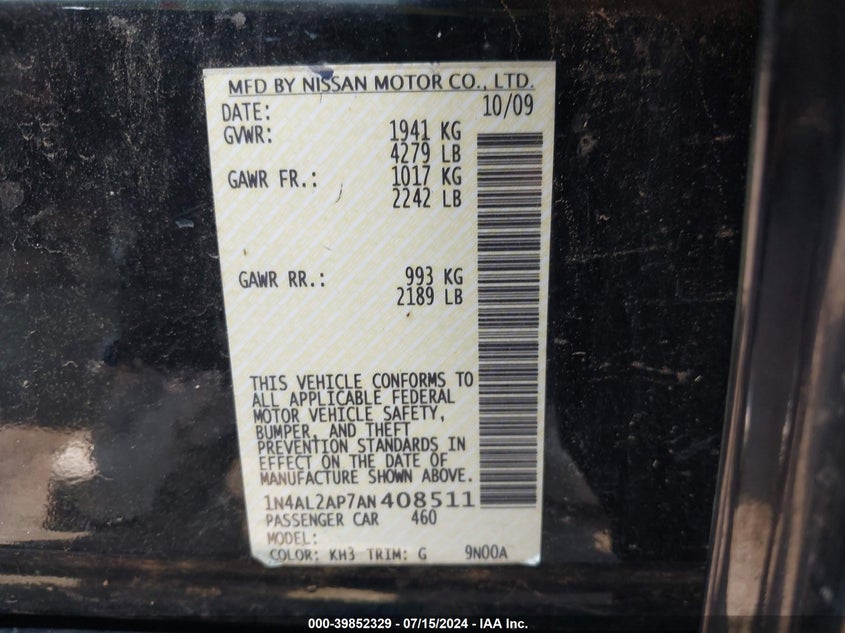 MFD BY NISSAN MOTOR CO., LTD.
DATE: 10/09
GVWR: 1941 KG
4279 LB
GAWR FR.: 1017 KG
2242 LB
GAWR RR.: 993 KG
2189 LB
THIS VEHICLE CONFORMS TO
ALL APPLICABLE FEDERAL
MOTOR VEHICLE SAFETY,
BUMPER, AND THEFT
PREVENTION STANDARDS IN
EFFECT ON THE DATE OF
MANUFACTURE SHOWN ABOVE.
1N4AL2AP7AN408511
PASSENGER CAR 460
MODEL:
COLOR: KH3 TRIM: G 9N00A
000-39852329 - 07/15/2024 - IAA Inc.